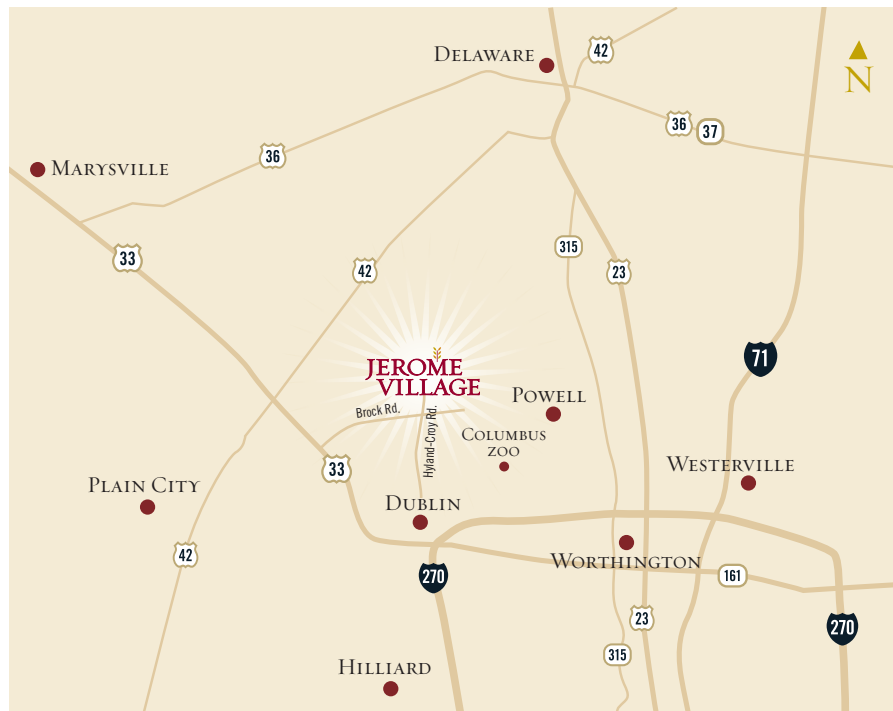 DELAWARE
42
N
36
37
36
MARYSVILLE
315
33
42
23
71
JEROME
VILLAGE
POWELL
Brock Rd.
Hyland-Croy Rd.
COLUMBUS
ZOO
33
WESTERVILLE
PLAIN CITY
DUBLIN
42
WORTHINGTON
270
161
23
270
315
HILLIARD